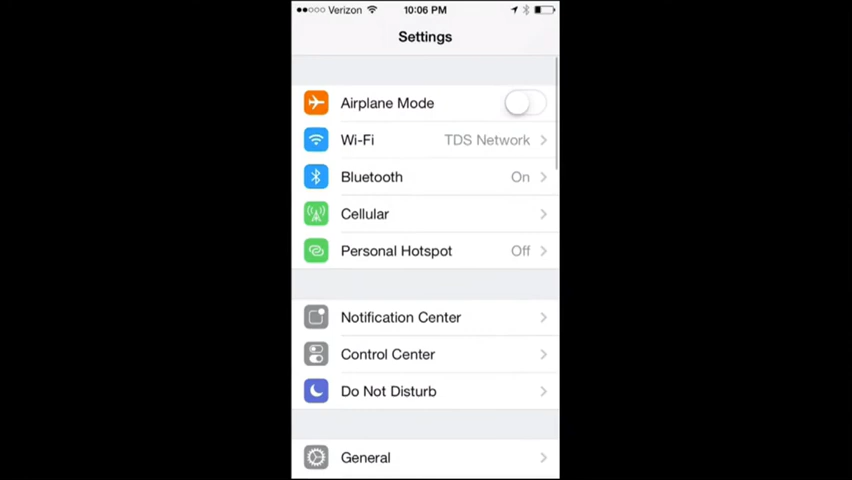 Verizon 10:06 PM
Settings
Airplane Mode
Wi-Fi TDS Network
Bluetooth On
Cellular
Personal Hotspot Off
Notification Center
Control Center
Do Not Disturb
General